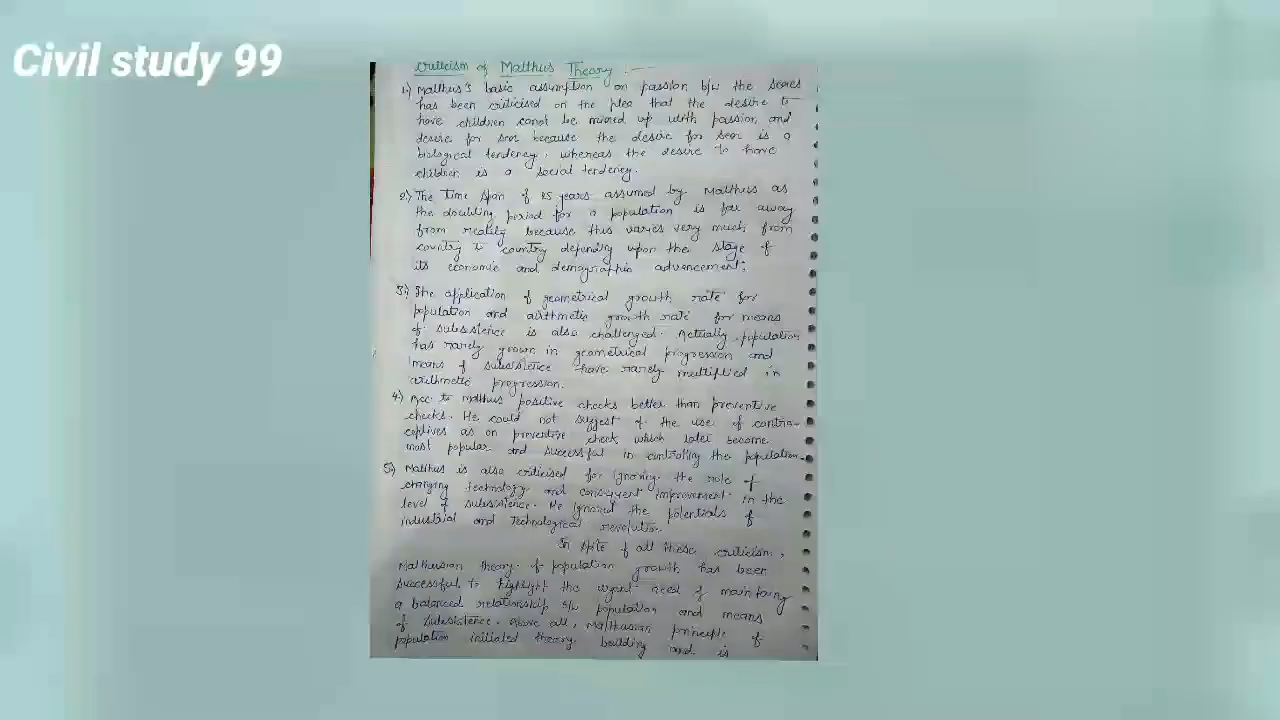 Civil study 99
Criticism of Malthus Theory :-
1) Malthus's basic assumption on passion b/w the sexes
has been criticised on the plea that the desire to
have children canot be mixed up with passion and
desire for sex because the desire for sex is a
biological tendency, whereas the desire to have
children is a social tendency.
2) The time span of 25 years assumed by Malthus as
the doubling period for a population is far away
from reality because this varies very much from
country to country depending upon the stage of
its economic and demographic advancement.
3) The application of geometrical growth rate for
population and arithmetic growth rate for means
of subsistence is also challenged. Actually population
has rarely grown in geometrical progression and
means of subsistence have rarely multiplied in
arithmetic progression.
4) Acc to Malthus positive checks better than preventive
checks. He could not suggest of the use of contra-
ceptives as on preventive check which later become
most popular and successful in controlling the population.
5) Malthus is also criticised for ignoring the role of
changing technology and consequent improvement in the
level of subsistence. He ignored the potentials of
industrial and technological revolution.
In spite of all these criticism,
Malthusian theory of population growth has been
successful to highlight the urgent need of maintaing
a balanced relationship b/w population and means
of subsistence. Above all, Malthusian principle of
population initiated theory building and is